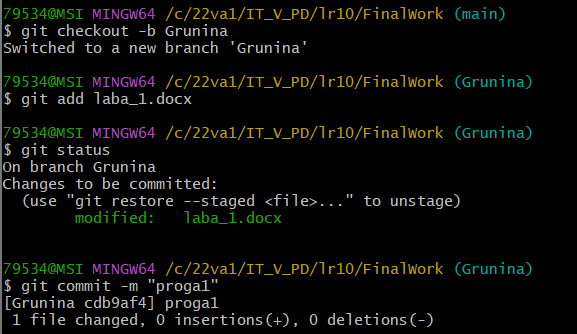 79534@MSI MINGW64 /c/22va1/IT_V_PD/lr10/FinalWork (main)
$ git checkout -b Grunina
Switched to a new branch 'Grunina'
79534@MSI MINGW64 /c/22va1/IT_V_PD/lr10/FinalWork (Grunina)
$ git add laba_1.docx
79534@MSI MINGW64 /c/22va1/IT_V_PD/lr10/FinalWork (Grunina)
$ git status
On branch Grunina
Changes to be committed:
  (use "git restore --staged <file>..." to unstage)
        modified:   laba_1.docx
79534@MSI MINGW64 /c/22va1/IT_V_PD/lr10/FinalWork (Grunina)
$ git commit -m "proga1"
[Grunina cdb9af4] proga1
 1 file changed, 0 insertions(+), 0 deletions(-)